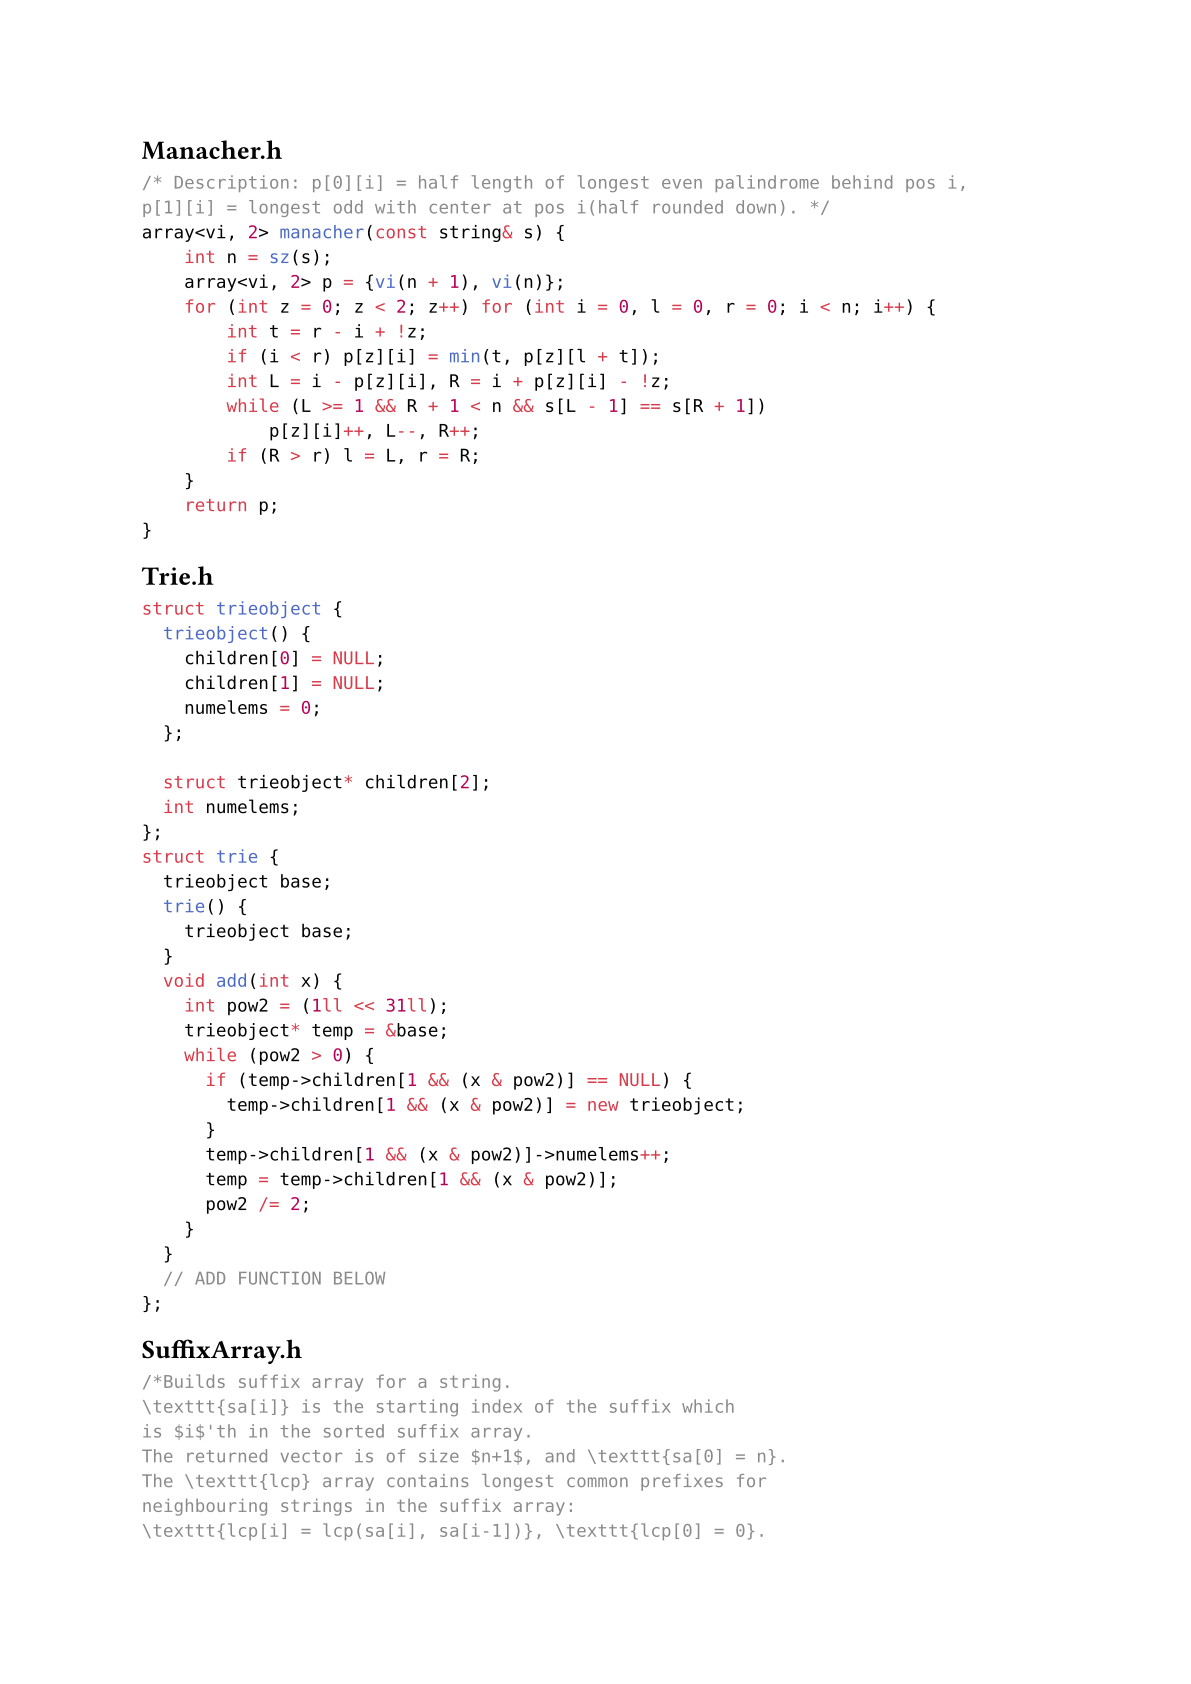 Manacher.h
/* Description: p[0][i] = half length of longest even palindrome behind pos i,
p[1][i] = longest odd with center at pos i(half rounded down). */
array<vi, 2> manacher(const string& s) {
    int n = sz(s);
    array<vi, 2> p = {vi(n + 1), vi(n)};
    for (int z = 0; z < 2; z++) for (int i = 0, l = 0, r = 0; i < n; i++) {
        int t = r - i + !z;
        if (i < r) p[z][i] = min(t, p[z][l + t]);
        int L = i - p[z][i], R = i + p[z][i] - !z;
        while (L >= 1 && R + 1 < n && s[L - 1] == s[R + 1])
            p[z][i]++, L--, R++;
        if (R > r) l = L, r = R;
    }
    return p;
}
Trie.h
struct trieobject {
  trieobject() {
    children[0] = NULL;
    children[1] = NULL;
    numelems = 0;
  };

  struct trieobject* children[2];
  int numelems;
};
struct trie {
  trieobject base;
  trie() {
    trieobject base;
  }
  void add(int x) {
    int pow2 = (1ll << 31ll);
    trieobject* temp = &base;
    while (pow2 > 0) {
      if (temp->children[1 && (x & pow2)] == NULL) {
        temp->children[1 && (x & pow2)] = new trieobject;
      }
      temp->children[1 && (x & pow2)]->numelems++;
      temp = temp->children[1 && (x & pow2)];
      pow2 /= 2;
    }
  }
  // ADD FUNCTION BELOW
};
SuffixArray.h
/*Builds suffix array for a string.
\texttt{sa[i]} is the starting index of the suffix which
is $i$'th in the sorted suffix array.
The returned vector is of size $n+1$, and \texttt{sa[0] = n}.
The \texttt{lcp} array contains longest common prefixes for
neighbouring strings in the suffix array:
\texttt{lcp[i] = lcp(sa[i], sa[i-1])}, \texttt{lcp[0] = 0}.